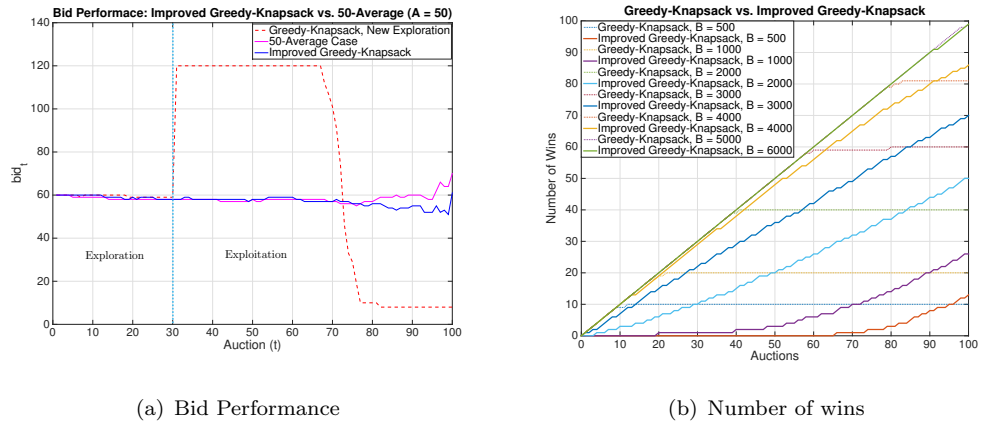 Bid Performace: Improved Greedy-Knapsack vs. 50-Average (A = 50)
140
120
100
80
60
40
20
0
bid_t
Greedy-Knapsack, New Exploration
50-Average Case
Improved Greedy-Knapsack
Exploration
Exploitation
0 10 20 30 40 50 60 70 80 90 100
Auction (t)
(a) Bid Performance
Greedy-Knapsack vs. Improved Greedy-Knapsack
100
90
80
70
60
50
40
30
20
10
0
Number of Wins
Greedy-Knapsack, B = 500
Improved Greedy-Knapsack, B = 500
Greedy-Knapsack, B = 1000
Improved Greedy-Knapsack, B = 1000
Greedy-Knapsack, B = 2000
Improved Greedy-Knapsack, B = 2000
Greedy-Knapsack, B = 3000
Improved Greedy-Knapsack, B = 3000
Greedy-Knapsack, B = 4000
Improved Greedy-Knapsack, B = 4000
Greedy-Knapsack, B = 5000
Improved Greedy-Knapsack, B = 6000
0 10 20 30 40 50 60 70 80 90 100
Auctions
(b) Number of wins